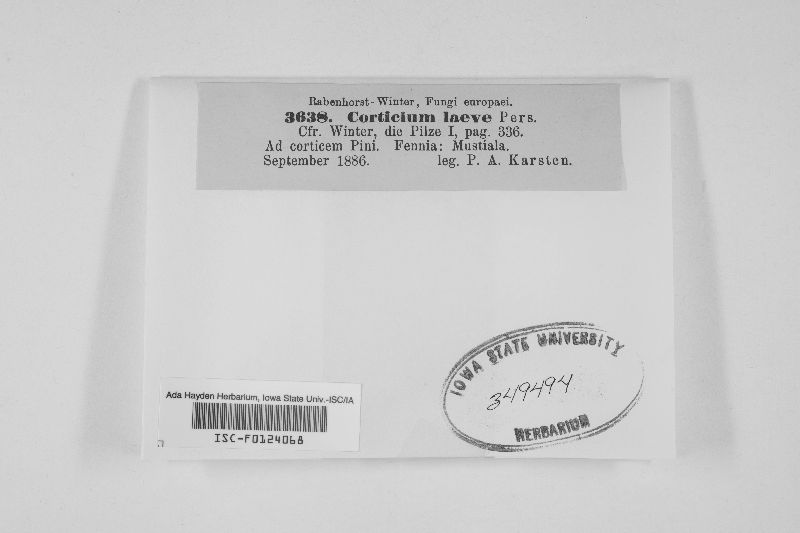 Rabenhorst-Winter, Fungi europaei.
3638. Corticium laeve Pers.
Cfr. Winter, die Pilze I, pag. 336.
Ad corticem Pini. Fennia: Mustiala.
September 1886. leg. P. A. Karsten.
IOWA STATE UNIVERSITY
349494
HERBARIUM
Ada Hayden Herbarium, Iowa State Univ.-ISC/IA
ISC-F0124068